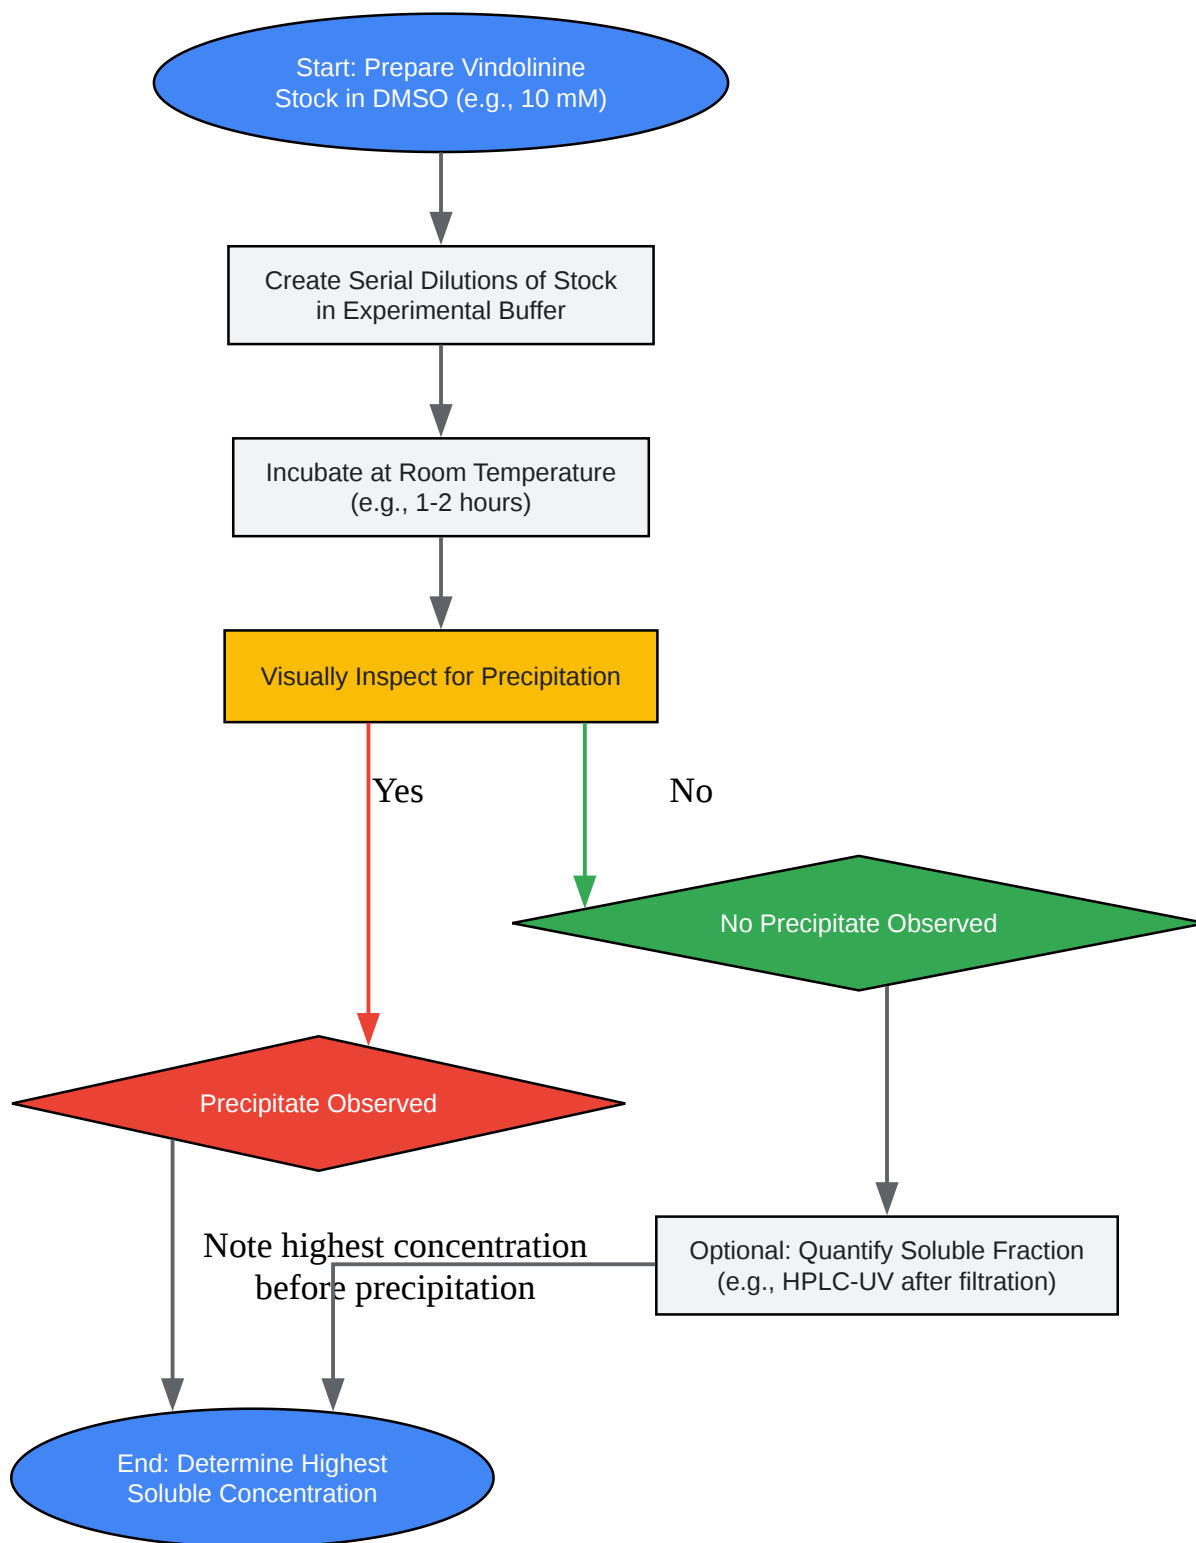 Start: Prepare Vindolinine
Stock in DMSO (e.g., 10 mM)
Create Serial Dilutions of Stock
in Experimental Buffer
Incubate at Room Temperature
(e.g., 1-2 hours)
Visually Inspect for Precipitation
Yes
No
No Precipitate Observed
Precipitate Observed
Note highest concentration
before precipitation
Optional: Quantify Soluble Fraction
(e.g., HPLC-UV after filtration)
End: Determine Highest
Soluble Concentration